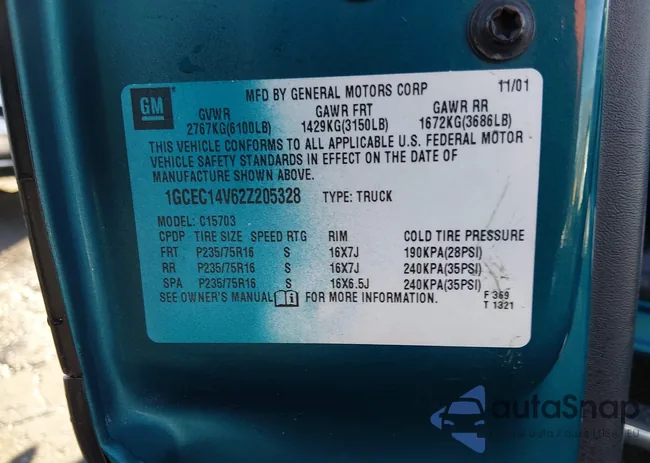 GM
MFD BY GENERAL MOTORS CORP 11/01
GVWR GAWR FRT GAWR RR
2767KG(6100LB) 1429KG(3150LB) 1672KG(3686LB)
THIS VEHICLE CONFORMS TO ALL APPLICABLE U.S. FEDERAL MOTOR
VEHICLE SAFETY STANDARDS IN EFFECT ON THE DATE OF
MANUFACTURE SHOWN ABOVE.
1GCEC14V62Z205328 TYPE: TRUCK
MODEL: C15703
CPDP TIRE SIZE SPEED RTG RIM COLD TIRE PRESSURE
FRT P235/75R16 S 16X7J 190KPA(28PSI)
RR P235/75R16 S 16X7J 240KPA(35PSI)
SPA P235/75R16 S 16X6.5J 240KPA(35PSI)
SEE OWNER'S MANUAL i FOR MORE INFORMATION.
F 369
T 1321
autaSnap